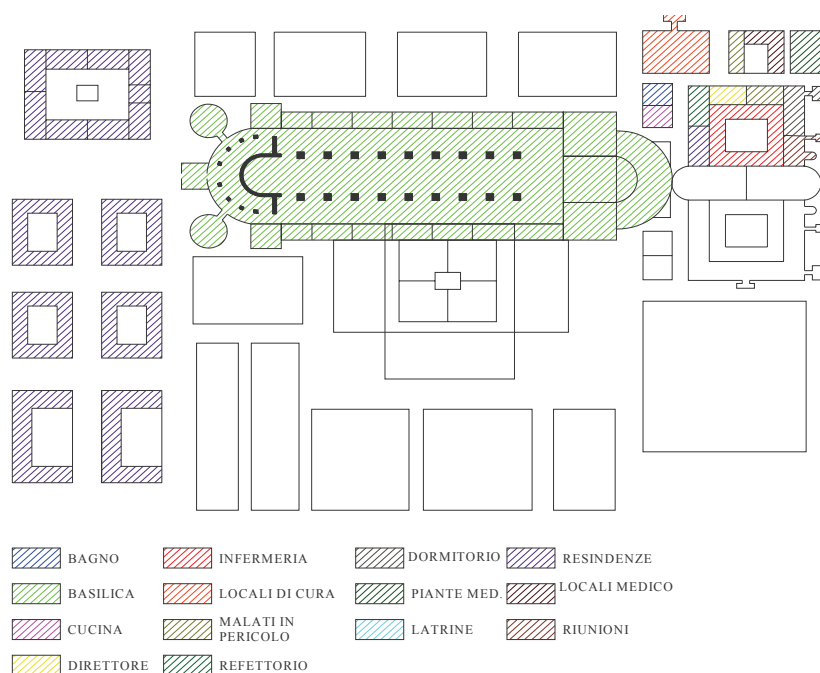 BAGNO
INFERMERIA
DORMITORIO
RESINDENZE
BASILICA
LOCALI DI CURA
PIANTE MED.
LOCALI MEDICO
CUCINA
MALATI IN
PERICOLO
LATRINE
RIUNIONI
DIRETTORE
REFETTORIO